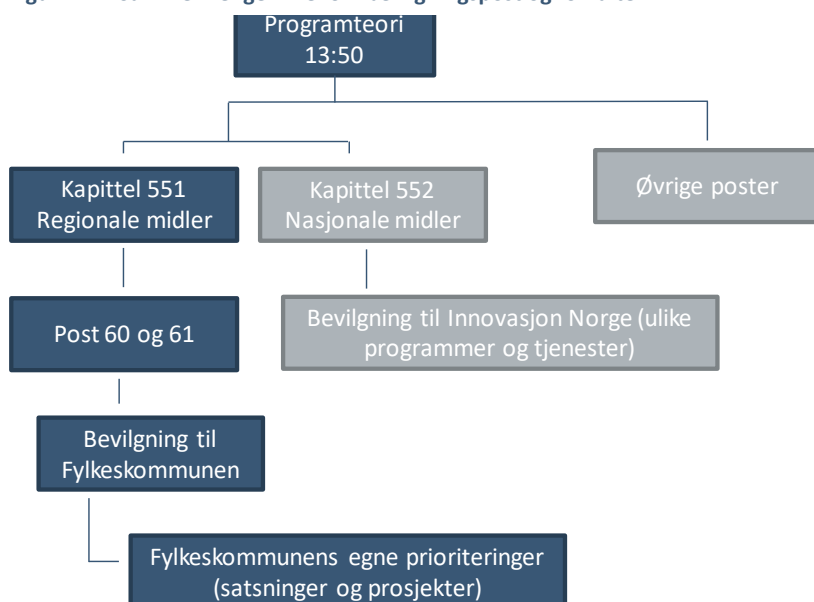 Programteori
13:50
Kapittel 551
Regionale midler
Kapittel 552
Nasjonale midler
Øvrige poster
Post 60 og 61
Bevilgning til Innovasjon Norge (ulike
programmer og tjenester)
Bevilgning til
Fylkeskommunen
Fylkeskommunens egne prioriteringer
(satsninger og prosjekter)